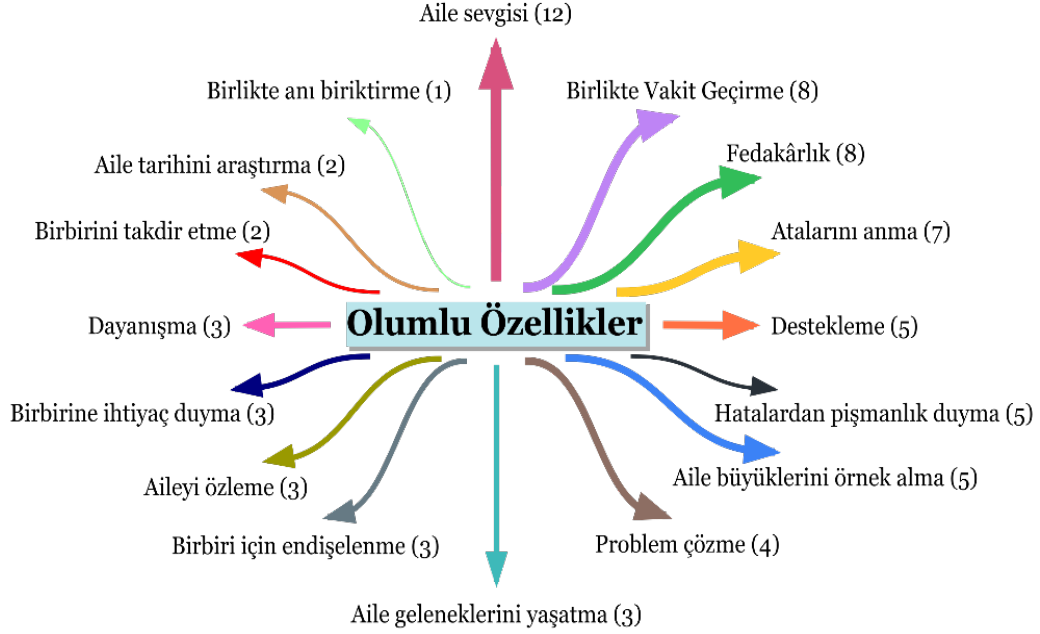 Aile sevgisi (12)
Birlikte anı biriktirme (1)
Birlikte Vakit Geçirme (8)
Aile tarihini araştırma (2)
Fedakârlık (8)
Birbirini takdir etme (2)
Atalarını anma (7)
Dayanışma (3)
Olumlu Özellikler
Destekleme (5)
Birbirine ihtiyaç duyma (3)
Hatalardan pişmanlık duyma (5)
Aileyi özleme (3)
Aile büyüklerini örnek alma (5)
Birbiri için endişelenme (3)
Problem çözme (4)
Aile geleneklerini yaşatma (3)